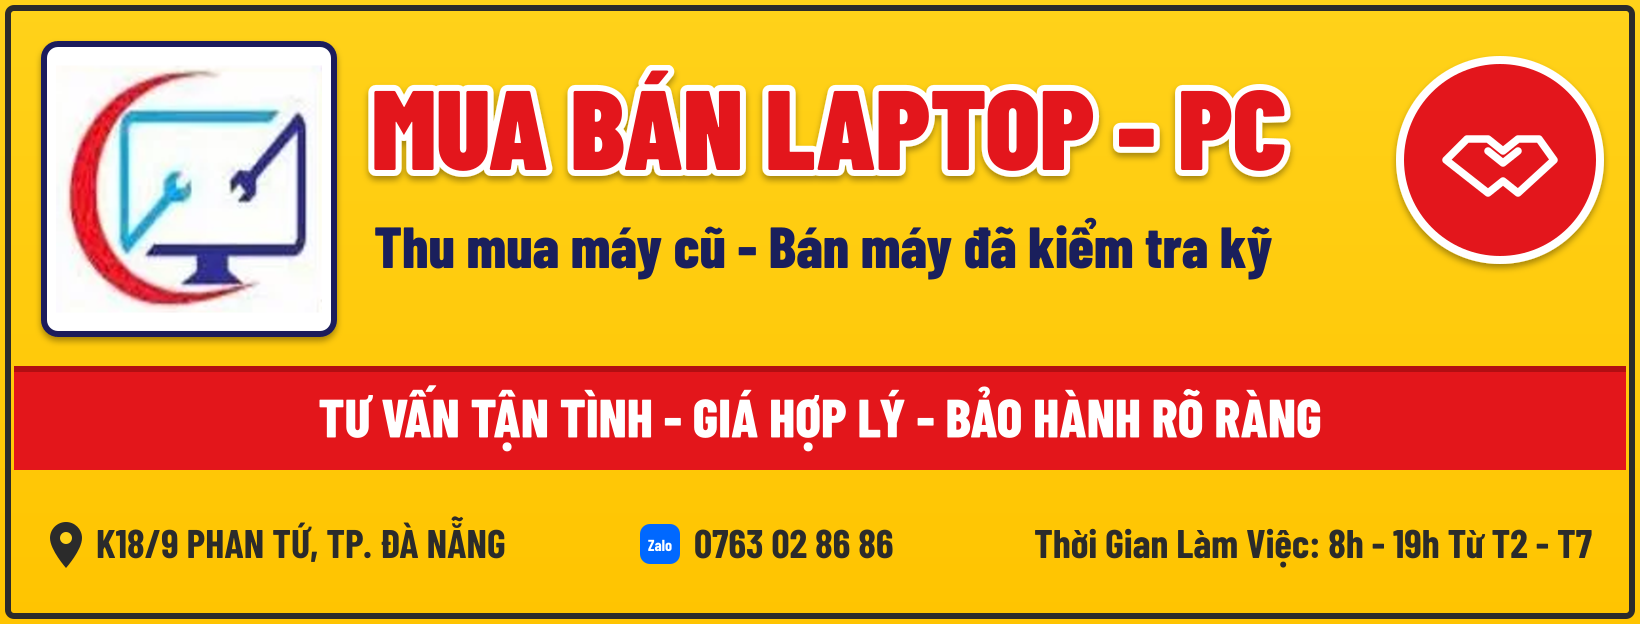 MUA BÁN LAPTOP - PC
Thu mua máy cũ - Bán máy đã kiểm tra kỹ
TƯ VẤN TẬN TÌNH - GIÁ HỢP LÝ - BẢO HÀNH RÕ RÀNG
K18/9 PHAN TỨ, TP. ĐÀ NẴNG
Zalo 0763 02 86 86
Thời Gian Làm Việc: 8h - 19h Từ T2 - T7